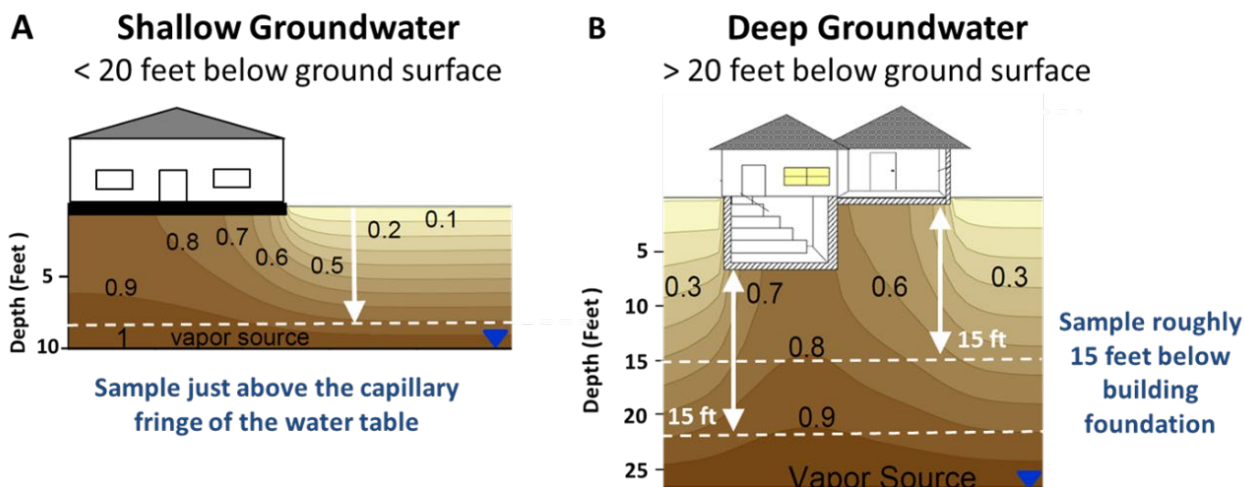 A
Shallow Groundwater
< 20 feet below ground surface
0.1
0.2
0.8
0.7
0.6
0.5
0.9
1
vapor source
5
10
Depth (Feet)
Sample just above the capillary
fringe of the water table
B
Deep Groundwater
> 20 feet below ground surface
0.3
0.7
0.6
0.3
0.8
0.9
15 ft
15 ft
Vapor Source
5
10
15
20
25
Depth (Feet)
Sample roughly
15 feet below
building
foundation